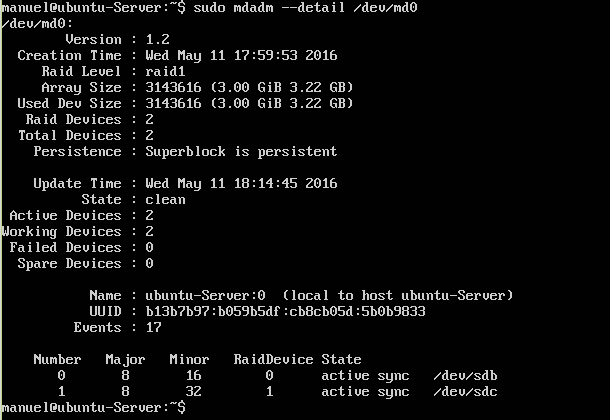 manuel@ubuntu-Server:~$ sudo mdadm --detail /dev/md0
/dev/md0:
Version : 1.2
Creation Time : Wed May 11 17:59:53 2016
Raid Level : raid1
Array Size : 3143616 (3.00 GiB 3.22 GB)
Used Dev Size : 3143616 (3.00 GiB 3.22 GB)
Raid Devices : 2
Total Devices : 2
Persistence : Superblock is persistent
Update Time : Wed May 11 18:14:45 2016
State : clean
Active Devices : 2
Working Devices : 2
Failed Devices : 0
Spare Devices : 0
Name : ubuntu-Server:0 (local to host ubuntu-Server)
UUID : b13b7b97:b059b5df:cb8cb05d:5b0b9833
Events : 17
Number Major Minor RaidDevice State
0 8 16 0 active sync /dev/sdb
1 8 32 1 active sync /dev/sdc
manuel@ubuntu-Server:~$